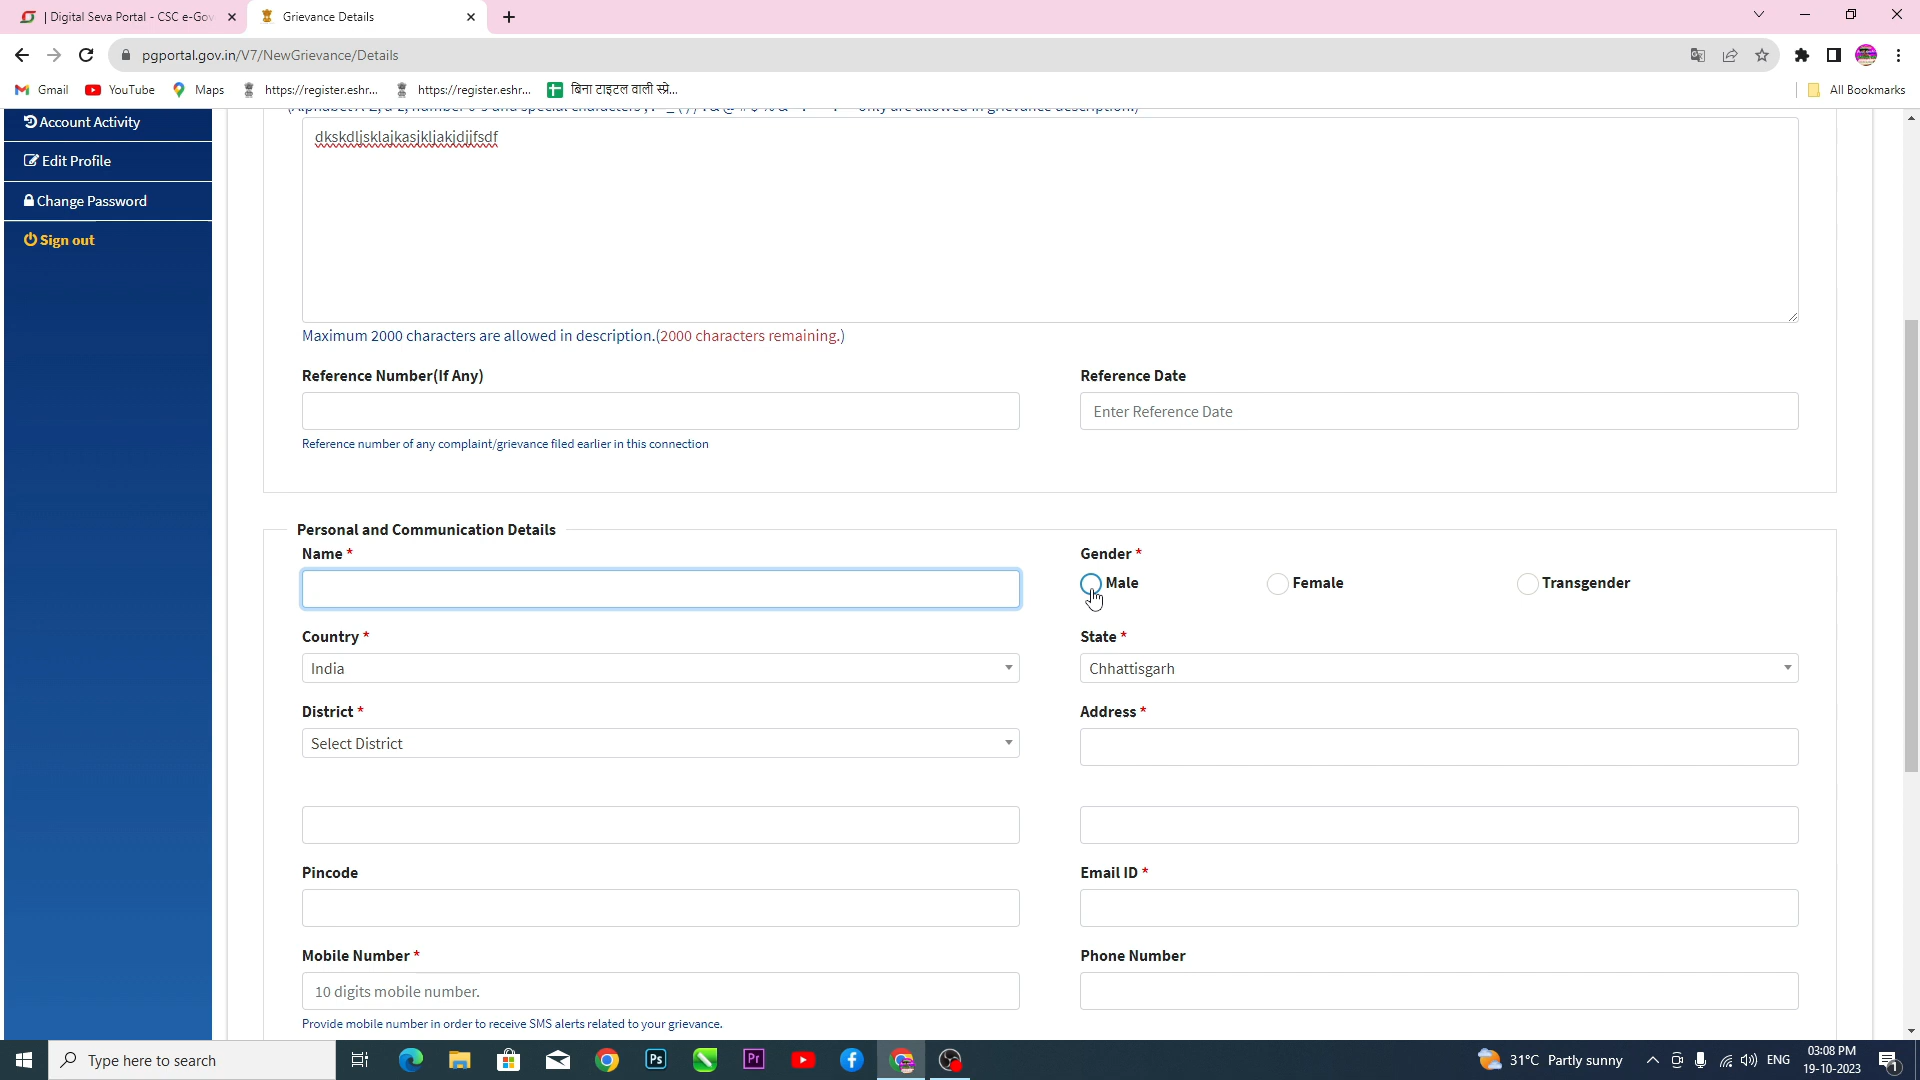 | Digital Seva Portal - CSC e-Gov
Grievance Details
pgportal.gov.in/V7/NewGrievance/Details
Gmail
YouTube
Maps
https://register.eshr...
https://register.eshr...
बिना टाइटल वाली स्प्रे...
All Bookmarks
Account Activity
Edit Profile
Change Password
Sign out
dkskdljsklajkasjkljakjdjjfsdf
Maximum 2000 characters are allowed in description.(2000 characters remaining.)
Reference Number(If Any)
Reference Date
Enter Reference Date
Reference number of any complaint/grievance filed earlier in this connection
Personal and Communication Details
Name *
Gender *
Male
Female
Transgender
Country *
State *
India
Chhattisgarh
District *
Address *
Select District
Pincode
Email ID *
Mobile Number *
Phone Number
10 digits mobile number.
Provide mobile number in order to receive SMS alerts related to your grievance.
Type here to search
Ps
Pr
31°C Partly sunny
ENG
03:08 PM
19-10-2023
1